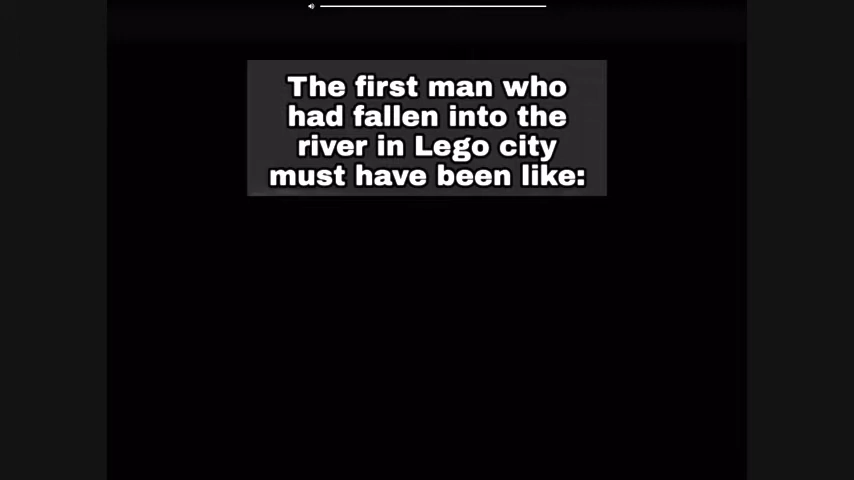 The first man who
had fallen into the
river in Lego city
must have been like: